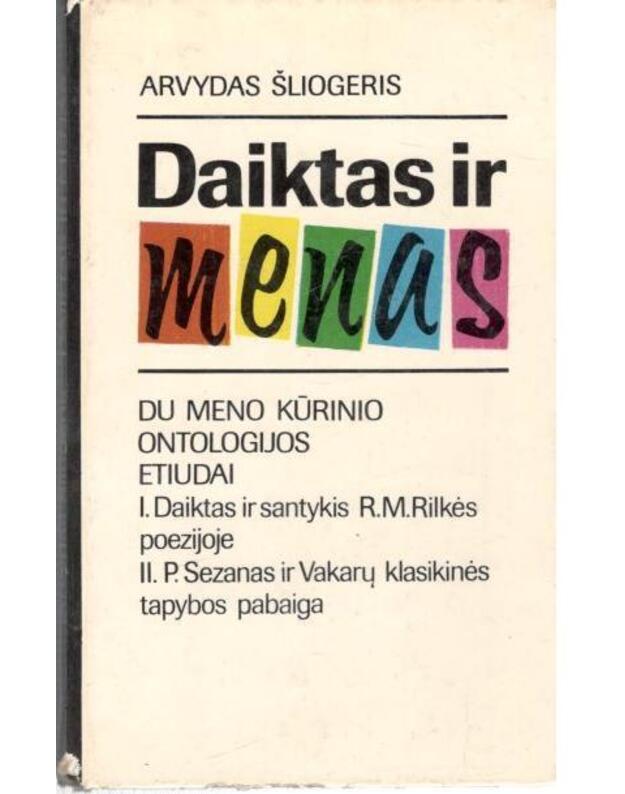 ARVYDAS ŠLIOGERIS
Daiktas ir
menas
DU MENO KŪRINIO
ONTOLOGIJOS
ETIUDAI
I. Daiktas ir santykis R.M.Rilkės
poezijoje
II. P. Sezanas ir Vakarų klasikinės
tapybos pabaiga